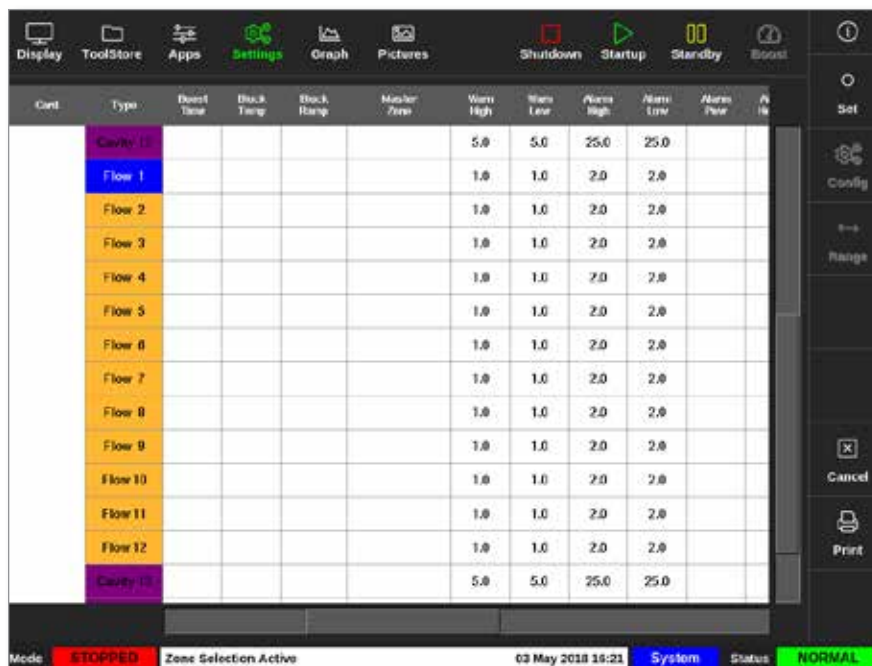 Display ToolStore Apps Settings Graph Pictures Shutdown Startup Standby Boost
Set
Config
Range
Cancel
Print
Card Type Boost Time Block Temp Block Ramp Master Zone Warn High Warn Low Alarm High Alarm Low Alarm Powr
Cavity 5.0 5.0 25.0 25.0
Flow 1 1.0 1.0 2.0 2.0
Flow 2 1.0 1.0 2.0 2.0
Flow 3 1.0 1.0 2.0 2.0
Flow 4 1.0 1.0 2.0 2.0
Flow 5 1.0 1.0 2.0 2.0
Flow 6 1.0 1.0 2.0 2.0
Flow 7 1.0 1.0 2.0 2.0
Flow 8 1.0 1.0 2.0 2.0
Flow 9 1.0 1.0 2.0 2.0
Flow 10 1.0 1.0 2.0 2.0
Flow 11 1.0 1.0 2.0 2.0
Flow 12 1.0 1.0 2.0 2.0
Cavity 5.0 5.0 25.0 25.0
Mode STOPPED Zone Selection Active 03 May 2018 16:21 System Status NORMAL